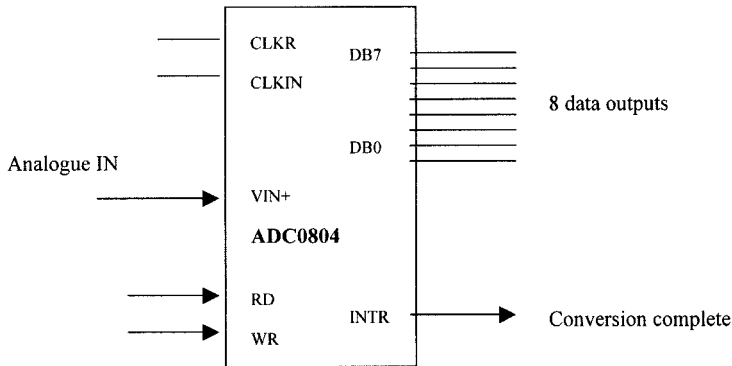 CLKR
DB7
CLKIN
8 data outputs
DB0
Analogue IN
VIN+
ADC0804
RD
INTR
Conversion complete
WR